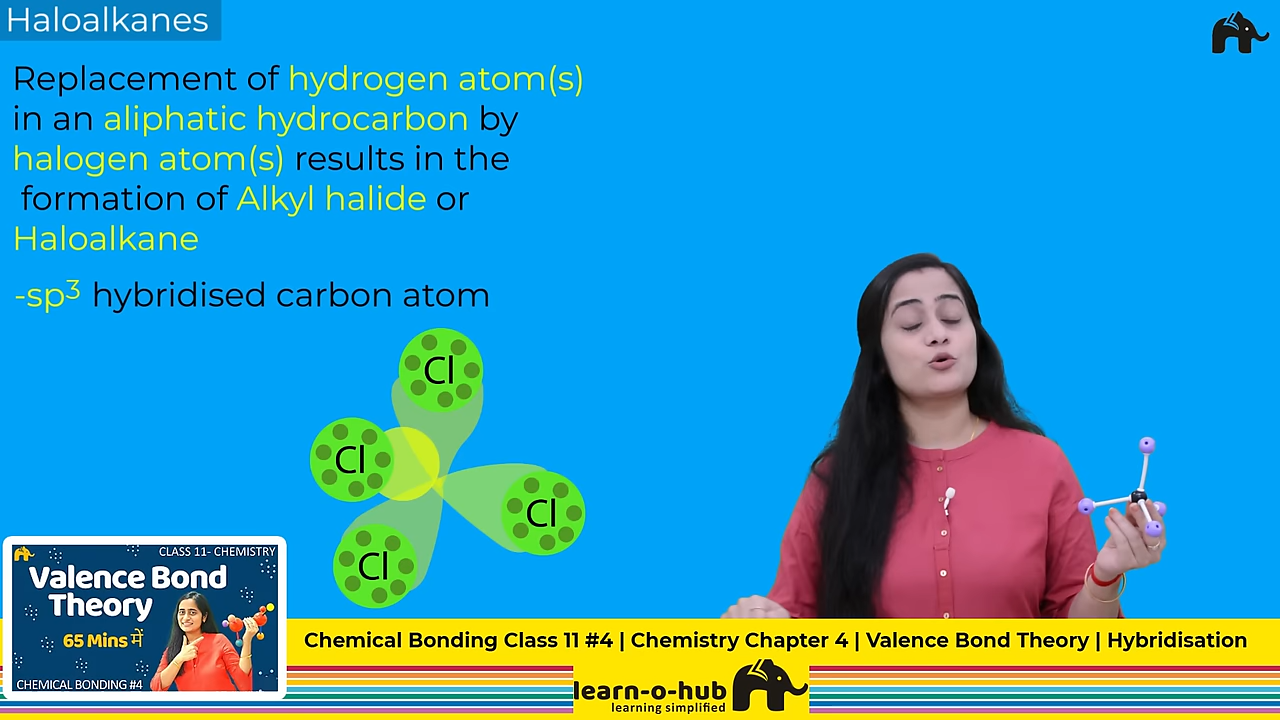 Haloalkanes
Replacement of hydrogen atom(s)
in an aliphatic hydrocarbon by
halogen atom(s) results in the
formation of Alkyl halide or
Haloalkane
-sp³ hybridised carbon atom
Cl
Cl
Cl
Cl
CLASS 11- CHEMISTRY
Valence Bond
Theory
65 Mins में
CHEMICAL BONDING #4
Chemical Bonding Class 11 #4 | Chemistry Chapter 4 | Valence Bond Theory | Hybridisation
learn-o-hub
learning simplified